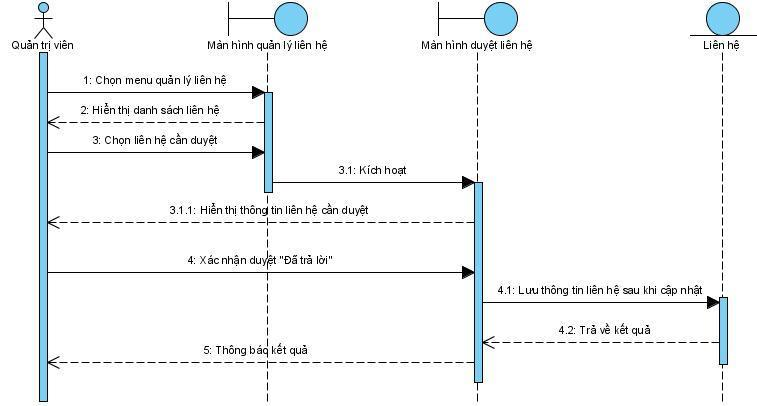 Quản trị viên
Màn hình quản lý liên hệ
Màn hình duyệt liên hệ
Liên hệ
1: Chọn menu quản lý liên hệ
2: Hiển thị danh sách liên hệ
3: Chọn liên hệ cần duyệt
3.1: Kích hoạt
3.1.1: Hiển thị thông tin liên hệ cần duyệt
4: Xác nhận duyệt "Đã trả lời"
4.1: Lưu thông tin liên hệ sau khi cập nhật
4.2: Trả về kết quả
5: Thông báo kết quả